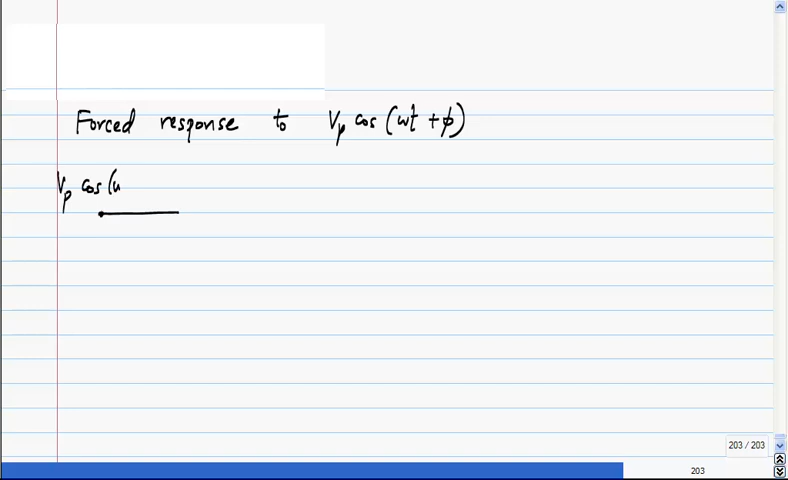 Forced response to Vp cos (ωt + ϕ)
Vp cos (
203 / 203
203